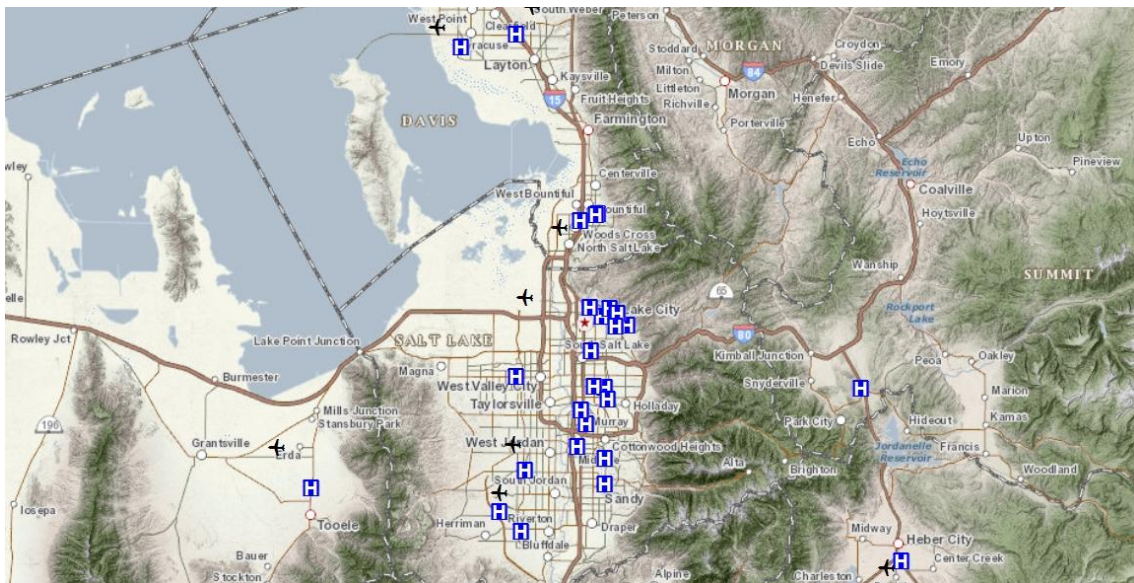 South Weber
Peterson
West Point
Clearfield
H
H
racuse
Layton
Kaysville
15
Fruit Heights
Farmington
DAVIS
MORGAN
Stoddard
Milton
Littleton
Richville
Morgan
84
Croydon
Devils Slide
Henefer
Emory
Porterville
Echo
Echo
Reservoir
Upton
Pineview
Coalville
Hoytsville
wley
Centerville
West Bountiful
H
H
ountiful
Woods Cross
North Salt Lake
Wanship
SUMMIT
65
Rockport
Lake
elle
Rowley Jct
Lake Point Junction
SALT LAKE
H
H
H
H
H
H
Lake City
South Salt Lake
H
80
Kimball Junction
Peoa
Oakley
Burmester
Magna
H
West Valley City
H
H
H
Snyderville
H
Marion
Taylorsville
Holladay
Mills Junction
Stansbury Park
H
H
Murray
Park City
Hideout
Kamas
196
Grantsville
Erda
West Jordan
H
Cottonwood Heights
Jordanelle
Reservoir
Francis
H
Alta
Brighton
Woodland
H
H
South Jordan
H
Sandy
Iosepa
Tooele
H
Herriman
Riverton
H
Draper
Bluffdale
Midway
Heber City
H
Center Creek
Bauer
Stockton
Alpine
Charleston